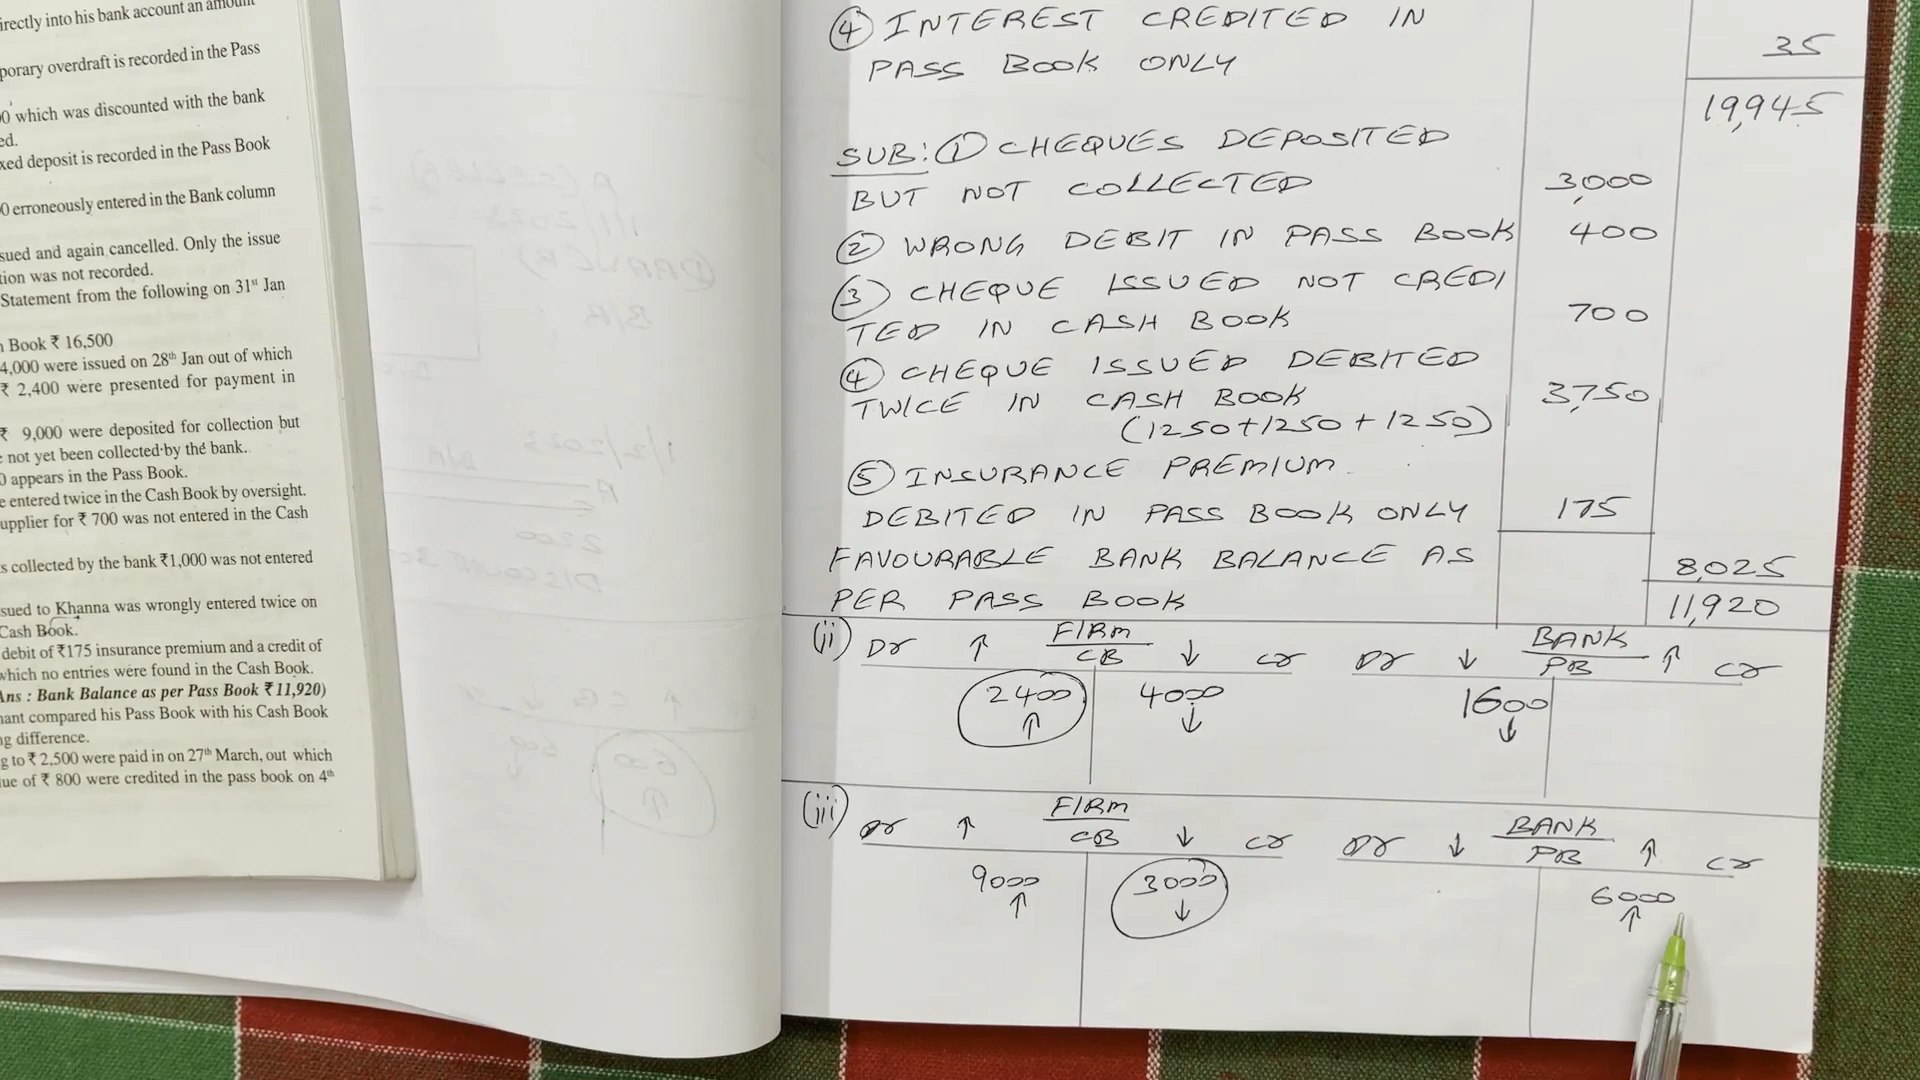 irectly into his bank account an amount
porary overdraft is recorded in the Pass
0 which was discounted with the bank
ed.
xed deposit is recorded in the Pass Book
0 erroneously entered in the Bank column
sued and again cancelled. Only the issue
tion was not recorded.
Statement from the following on 31st Jan
Book ₹ 16,500
4,000 were issued on 28th Jan out of which
₹ 2,400 were presented for payment in
₹ 9,000 were deposited for collection but
not yet been collected by the bank.
0 appears in the Pass Book.
e entered twice in the Cash Book by oversight.
upplier for ₹ 700 was not entered in the Cash
s collected by the bank ₹1,000 was not entered
sued to Khanna was wrongly entered twice on
Cash Book.
debit of ₹175 insurance premium and a credit of
which no entries were found in the Cash Book.
Ans : Bank Balance as per Pass Book ₹ 11,920)
nant compared his Pass Book with his Cash Book
ng difference.
g to ₹ 2,500 were paid in on 27th March, out which
lue of ₹ 800 were credited in the pass book on 4th
④ INTEREST CREDITED IN
PASS BOOK ONLY 35
19,945
SUB: ① CHEQUES DEPOSITED
BUT NOT COLLECTED 3,000
② WRONG DEBIT IN PASS BOOK 400
③ CHEQUE ISSUED NOT CREDI
TED IN CASH BOOK 700
④ CHEQUE ISSUED DEBITED
TWICE IN CASH BOOK 3,750
(1250+1250+1250)
⑤ INSURANCE PREMIUM
DEBITED IN PASS BOOK ONLY 175
FAVOURABLE BANK BALANCE AS 8,025
PER PASS BOOK 11,920
(ii) Dr ↑ FIRM CB ↓ Cr Dr ↓ BANK PB ↑ Cr
2400 ↑ 4000 ↓ 1600 ↓
(iii) Dr ↑ FIRM CB ↓ Cr Dr ↓ BANK PB ↑ Cr
9000 ↑ 3000 ↓ 6000 ↑